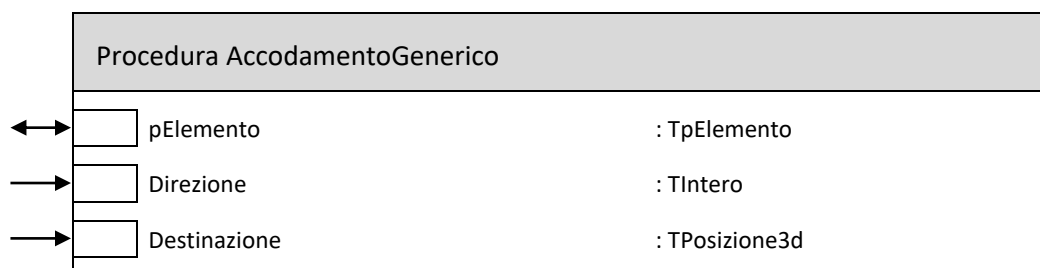 Procedura AccodamentoGenerico
pElemento : TpElemento
Direzione : TIntero
Destinazione : TPosizione3d